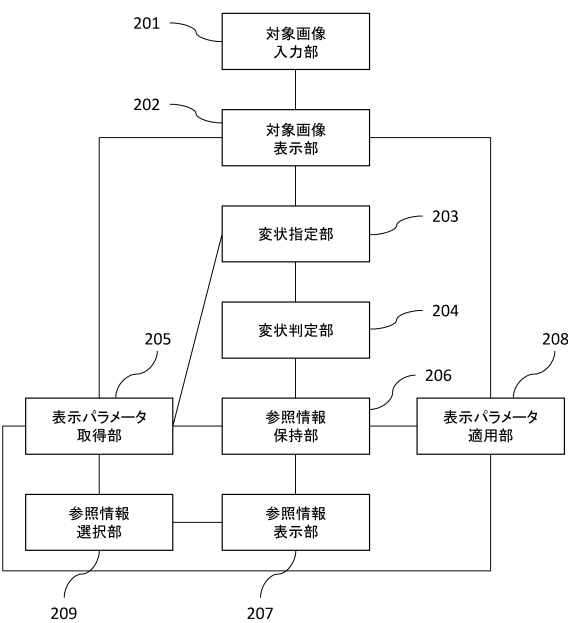 201
対象画像
入力部
202
対象画像
表示部
変状指定部
203
変状判定部
204
205
206
208
表示パラメータ
取得部
参照情報
保持部
表示パラメータ
適用部
参照情報
選択部
参照情報
表示部
209
207